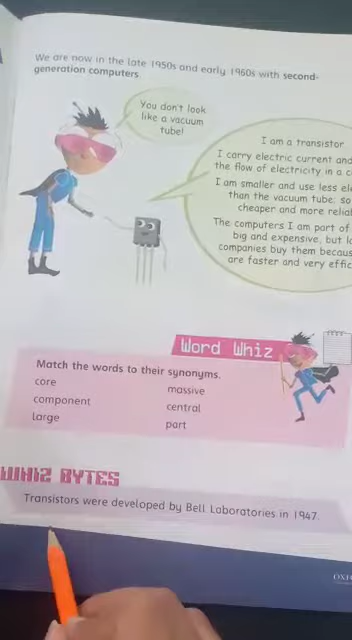 We are now in the late 1950s and early 1960s with second-
generation computers.
You don't look
like a vacuum
tube!
I am a transistor
I carry electric current and
the flow of electricity in a
I am smaller and use less
than the vacuum tube, so
cheaper and more
The computers I am part of
big and expensive, but
companies buy them
are faster and very
Word Whiz
Match the words to their synonyms.
core
component
large
massive
central
part
WHIZ BYTES
Transistors were developed by Bell Laboratories in 1947.